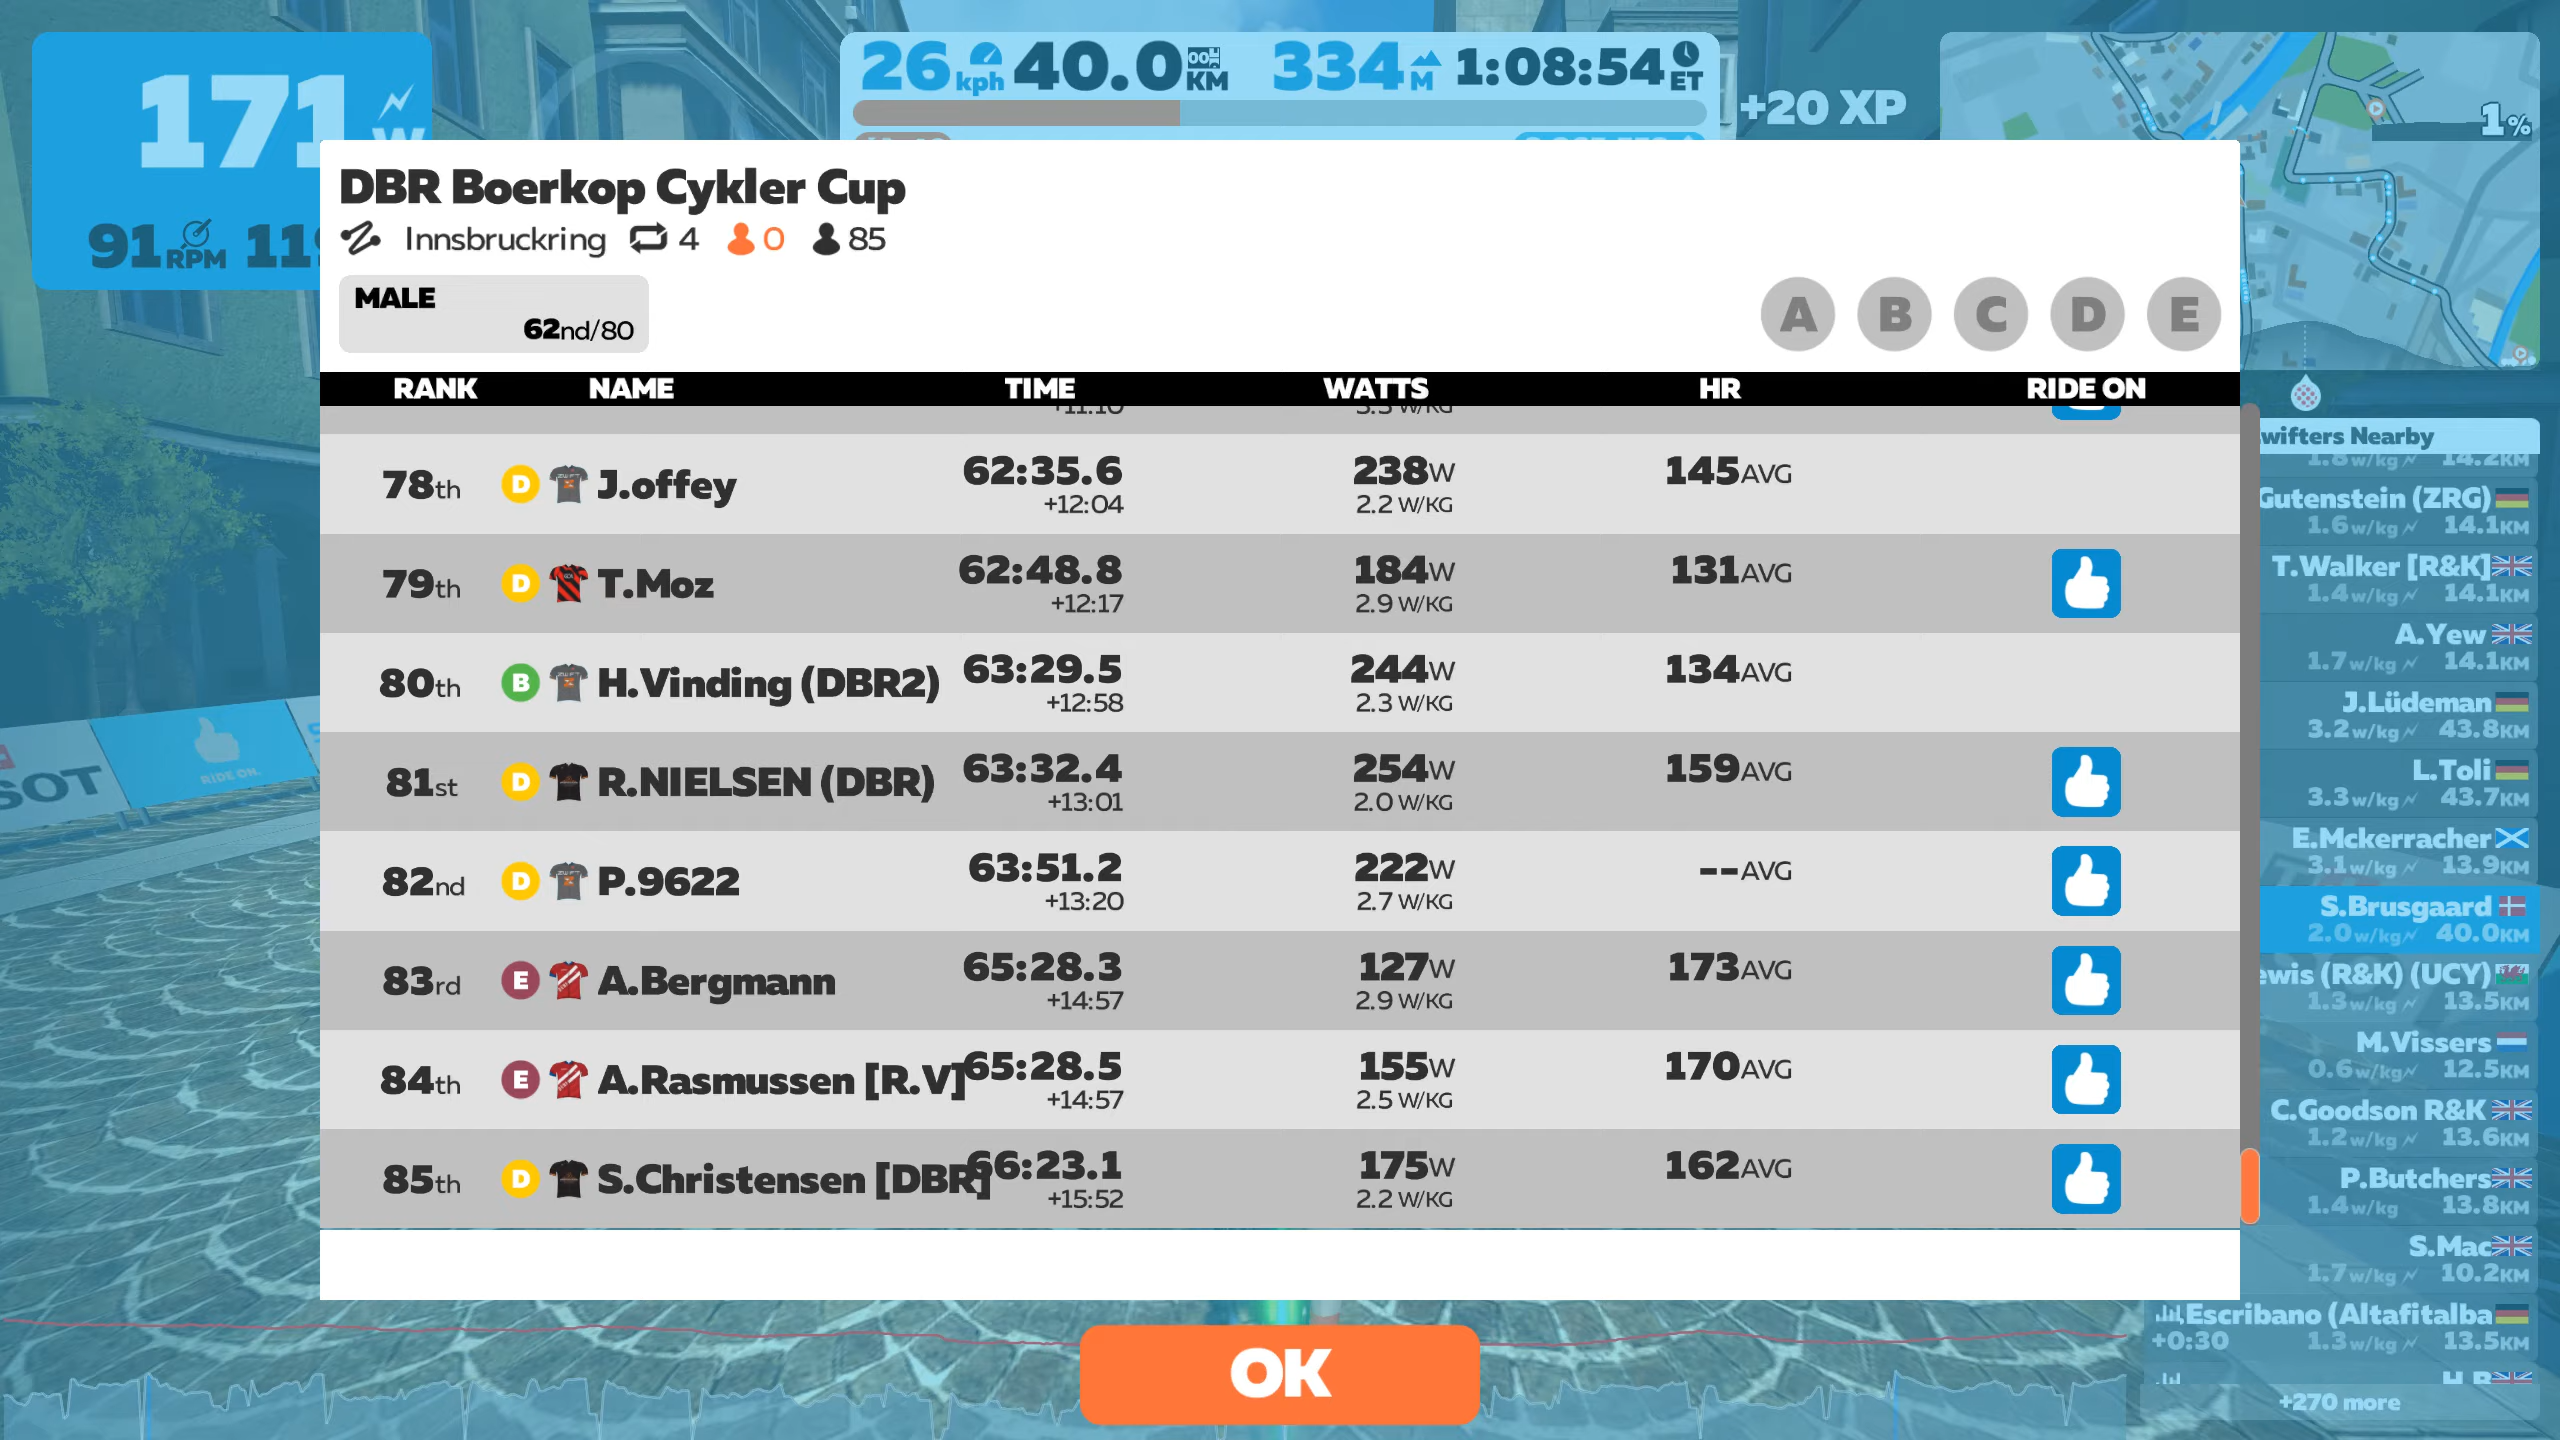 171 W
91 RPM
26 kph 40.0 KM 334 M 1:08:54 ET
+20 XP
1%
DBR Boerkop Cykler Cup
Innsbruckring 4 0 85
MALE
62nd/80
A B C D E
RANK NAME TIME WATTS HR RIDE ON
78th D J.offey 62:35.6 238W 145AVG
+12:04 2.2 W/KG
79th D T.Moz 62:48.8 184W 131AVG
+12:17 2.9 W/KG
80th B H.Vinding (DBR2) 63:29.5 244W 134AVG
+12:58 2.3 W/KG
81st D R.NIELSEN (DBR) 63:32.4 254W 159AVG
+13:01 2.0 W/KG
82nd D P.9622 63:51.2 222W --AVG
+13:20 2.7 W/KG
83rd E A.Bergmann 65:28.3 127W 173AVG
+14:57 2.9 W/KG
84th E A.Rasmussen [R.V] 65:28.5 155W 170AVG
+14:57 2.5 W/KG
85th D S.Christensen [DBR] 66:23.1 175W 162AVG
+15:52 2.2 W/KG
OK
wifters Nearby
1.8w/kg 14.2KM
Gutenstein (ZRG)
1.6w/kg 14.1KM
T.Walker [R&K]
1.4w/kg 14.1KM
A.Yew
1.7w/kg 14.1KM
J.Lüdeman
3.2w/kg 43.8KM
L.Toli
3.3w/kg 43.7KM
E.Mckerracher
3.1w/kg 13.9KM
S.Brusgaard
2.0w/kg 40.0KM
ewis (R&K) (UCY)
1.3w/kg 13.5KM
M.Vissers
0.6w/kg 12.5KM
C.Goodson R&K
1.2w/kg 13.6KM
P.Butchers
1.4w/kg 13.8KM
S.Mac
1.7w/kg 10.2KM
Escribano (Altafitalba
+0:30 1.3w/kg 13.5KM
+270 more
SOT
RIDE ON.